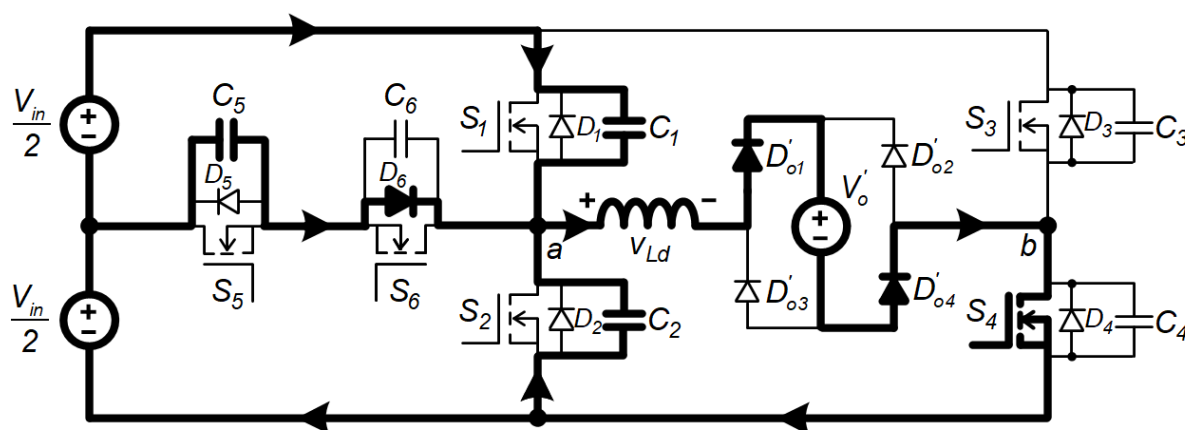 V_in/2
C5
D5
S5
C6
D6
S6
S1
D1
C1
a
+ v_Ld −
D'o1
D'o2
V'o
D'o3
D'o4
S3
D3
C3
b
V_in/2
S2
D2
C2
S4
D4
C4